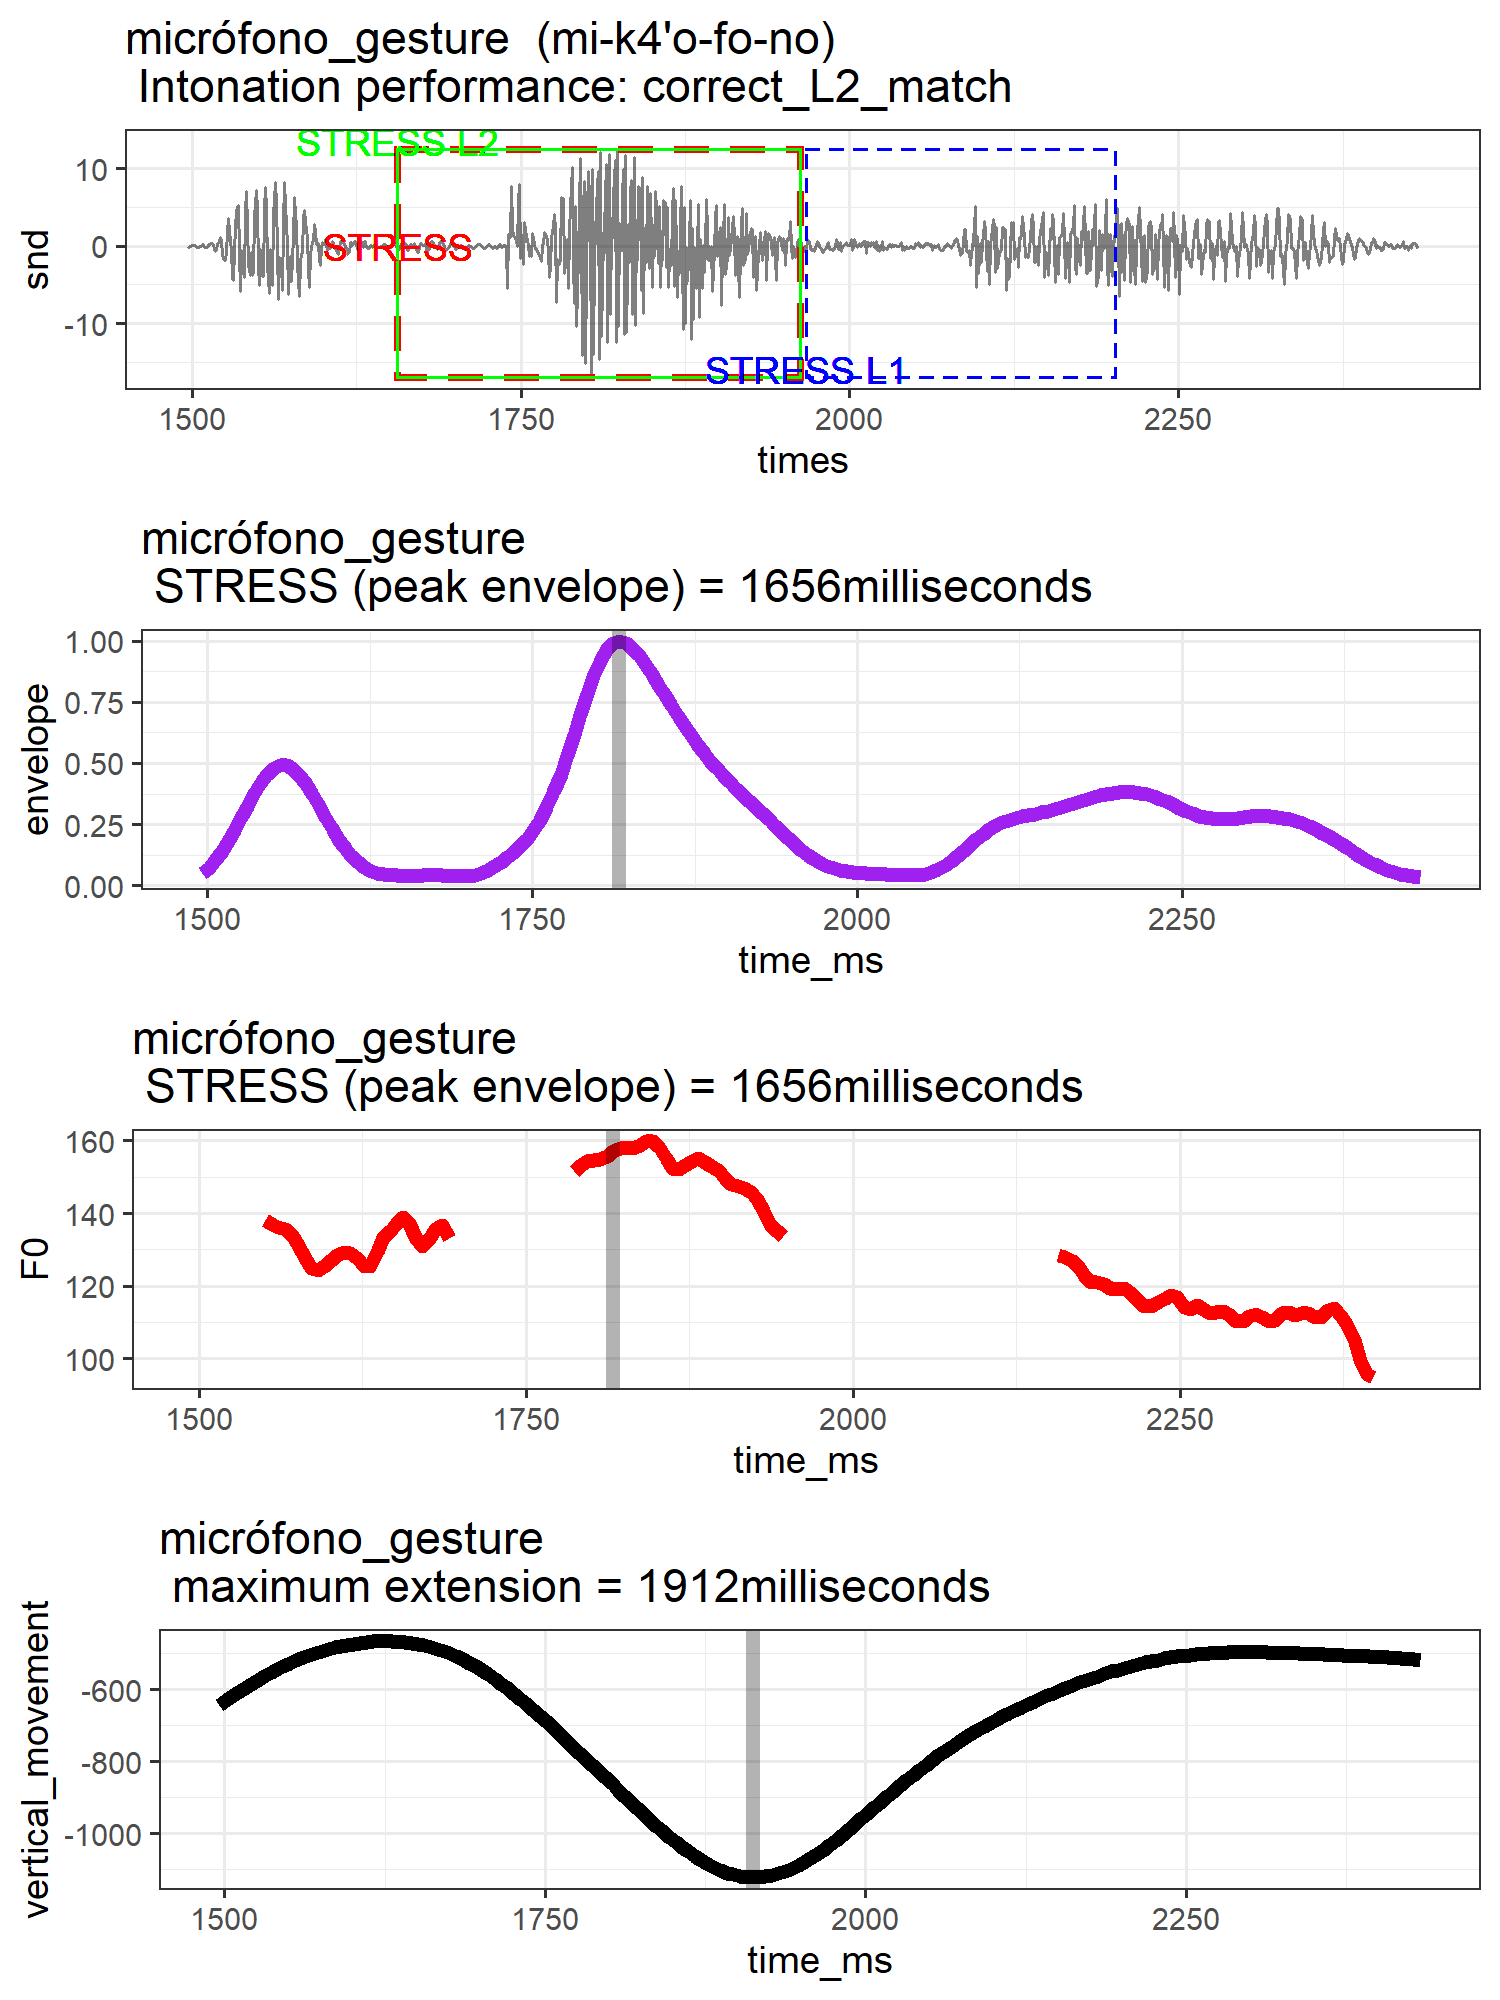 micrófono_gesture  (mi-k4'o-fo-no)
Intonation performance: correct_L2_match
STRESS L2
10
STRESS
0
snd
-10
STRESS L1
1500 1750 2000 2250
times
micrófono_gesture
STRESS (peak envelope) = 1656milliseconds
1.00
0.75
envelope
0.50
0.25
0.00
1500 1750 2000 2250
time_ms
micrófono_gesture
STRESS (peak envelope) = 1656milliseconds
160
140
F0
120
100
1500 1750 2000 2250
time_ms
micrófono_gesture
maximum extension = 1912milliseconds
vertical_movement
-600
-800
-1000
1500 1750 2000 2250
time_ms